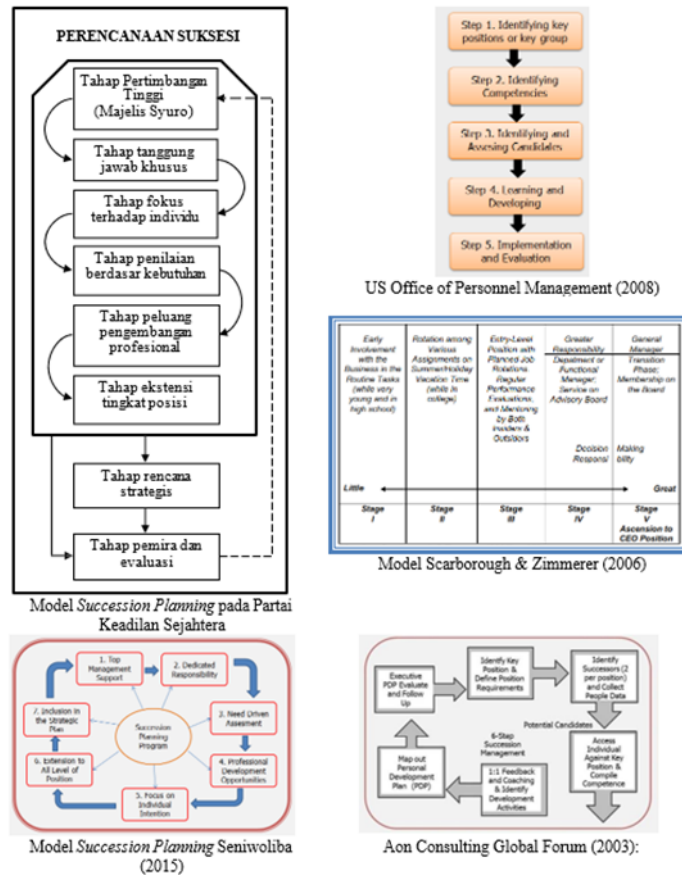 PERENCANAAN SUKSESI
Tahap Pertimbangan
Tinggi
(Majelis Syuro)
Tahap tanggung
jawab khusus
Tahap fokus
terhadap individu
Tahap penilaian
berdasar kebutuhan
Tahap peluang
pengembangan
profesional
Tahap ekstensi
tingkat posisi
Tahap rencana
strategis
Tahap pemira dan
evaluasi
Model Succession Planning pada Partai
Keadilan Sejahtera
Step 1. Identifying key
positions or key group
Step 2. Identifying
Competencies
Step 3. Identifying and
Assesing Candidates
Step 4. Learning and
Developing
Step 5. Implementation
and Evaluation
US Office of Personnel Management (2008)
Early
Involvement
with the
Business in the
Routine Tasks
(while very
young and in
high school)
Rotation among
Various
Assignments on
Summer/Holiday
Vacation Time
(while in
college)
Entry-Level
Position with
Planned Job
Rotations,
Regular
Performance
Evaluations,
and Mentoring
by Both
Insiders &
Outsiders
Greater
Responsibility
Department or
Functional
Manager;
Service on
Advisory Board
General
Manager
Transition
Phase;
Membership on
the Board
Decision Making
Responsi bility
Little
Great
Stage
I
Stage
II
Stage
III
Stage
IV
Stage
V
Ascension to
CEO Position
Model Scarborough & Zimmerer (2006)
1. Top
Management
Support
2. Dedicated
Responsibility
3. Need Driven
Assesment
4. Professional
Development
Opportunities
5. Focus on
Individual
Intention
6. Extension to
All Level of
Position
7. Inclusion in
the Strategic
Plan
Succession
Planning
Program
Model Succession Planning Seniwoliba
(2015)
Identify Key
Position &
Define Position
Requirements
Identify
Successors (2
per position)
and Collect
People Data
Potential Candidates
Access
Individual
Against Key
Position &
Compile
Competence
1:1 Feedback
and Coaching
& Identify
Development
Activities
Map out
Personal
Development
Plan (PDP)
Executive
PDP Evaluate
and Follow
Up
6-Step
Succession
Management
Aon Consulting Global Forum (2003):